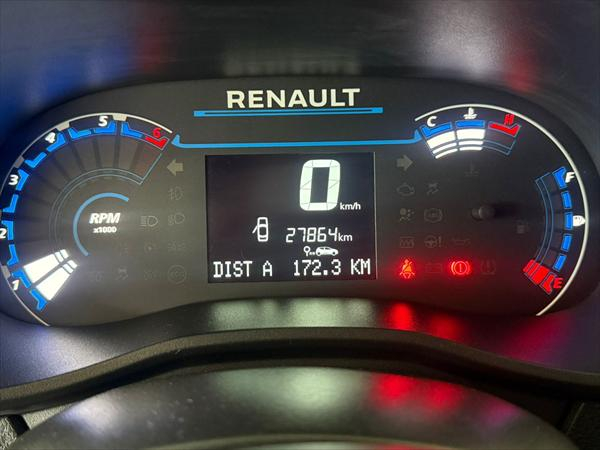 RENAULT
1
2
3
4
5
6
RPM
x1000
0
km/h
27864km
DIST A 172.3 KM
C
H
F
E